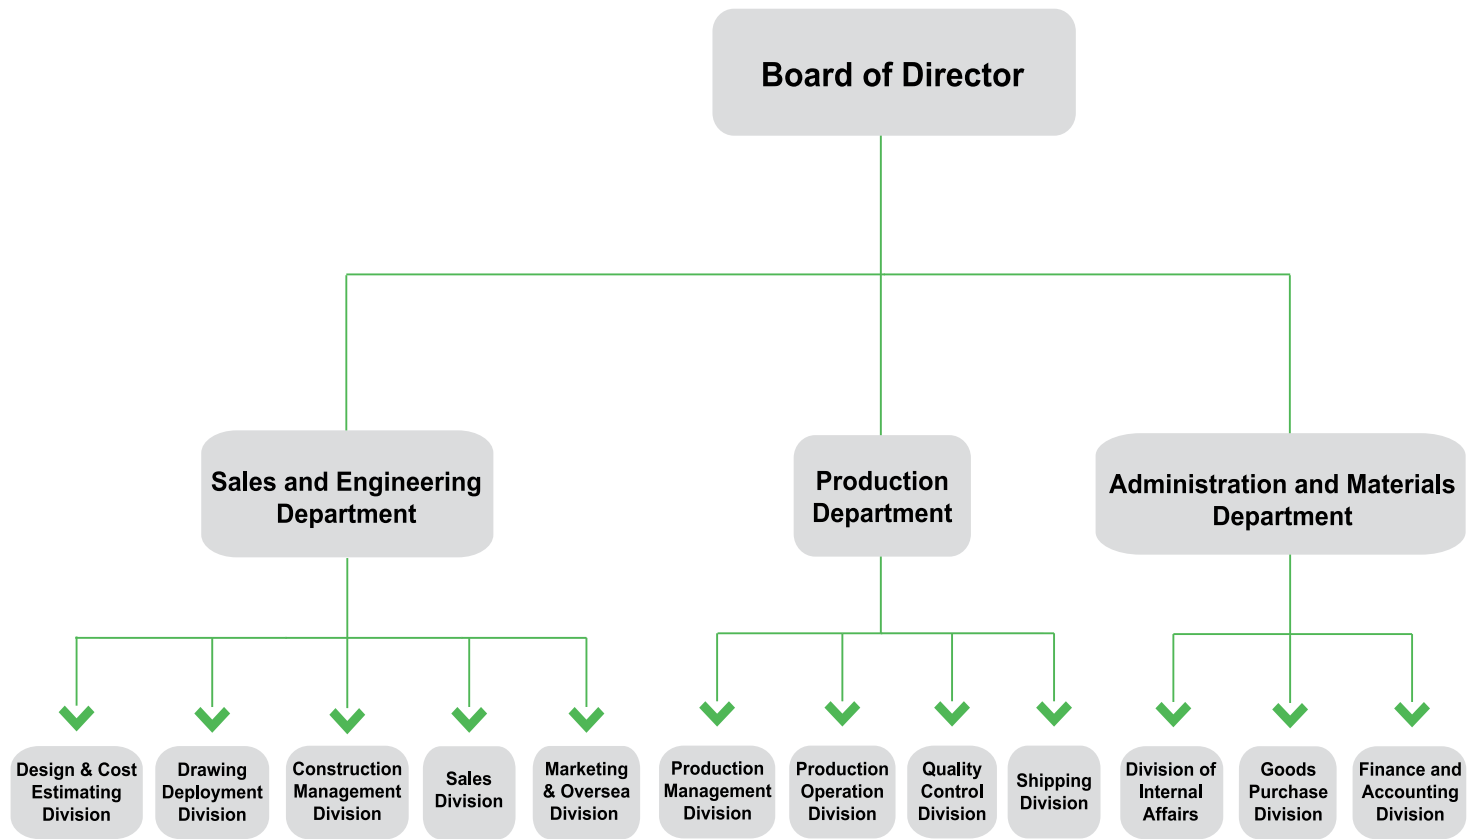 Board of Director
Sales and Engineering
Department
Production
Department
Administration and Materials
Department
Design & Cost
Estimating
Division
Drawing
Deployment
Division
Construction
Management
Division
Sales
Division
Marketing
& Oversea
Division
Production
Management
Division
Production
Operation
Division
Quality
Control
Division
Shipping
Division
Division of
Internal
Affairs
Goods
Purchase
Division
Finance and
Accounting
Division